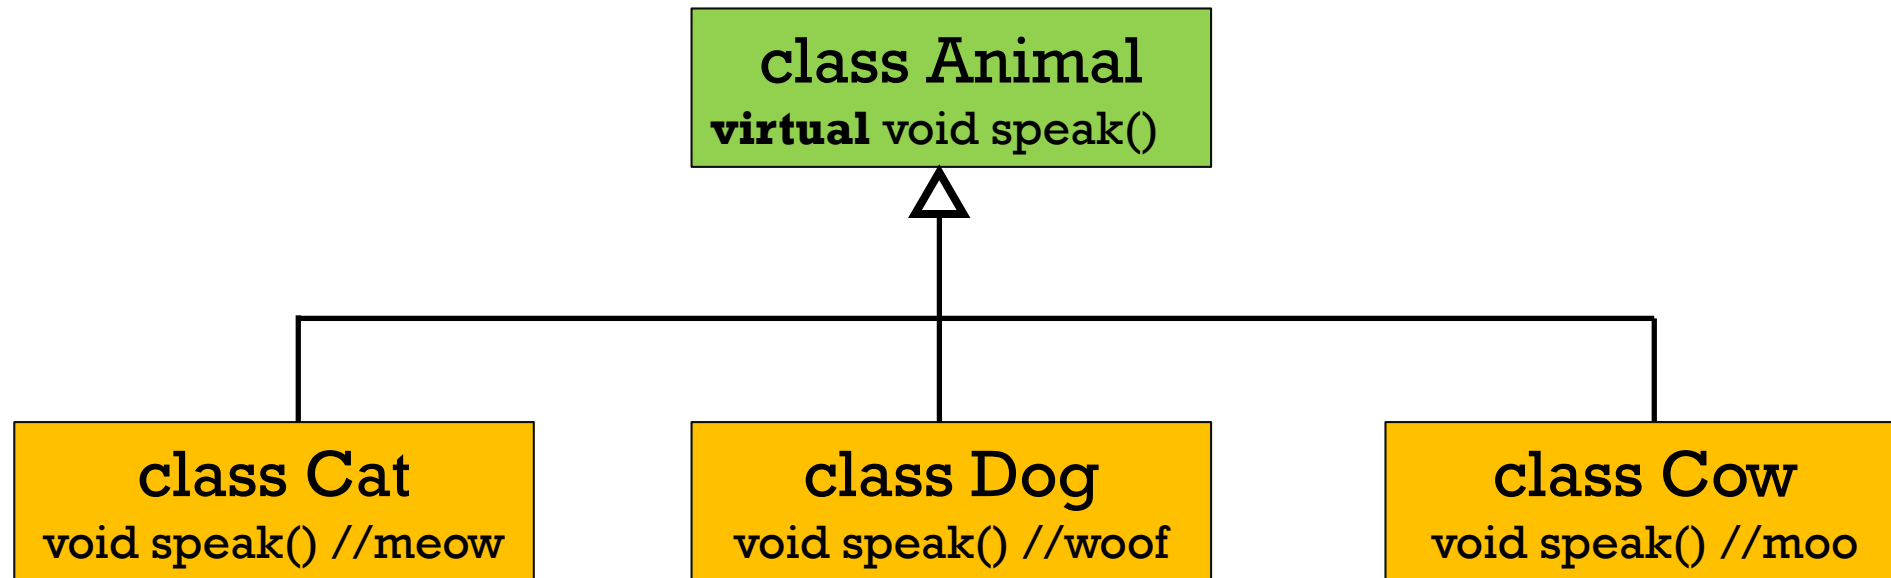 class Animal
virtual void speak()
class Cat
void speak() //meow
class Dog
void speak() //woof
class Cow
void speak() //moo